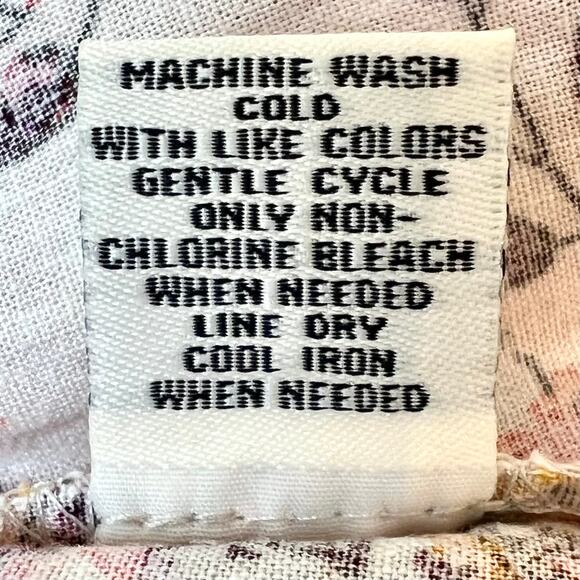 MACHINE WASH
COLD
WITH LIKE COLORS
GENTLE CYCLE
ONLY NON-
CHLORINE BLEACH
WHEN NEEDED
LINE DRY
COOL IRON
WHEN NEEDED